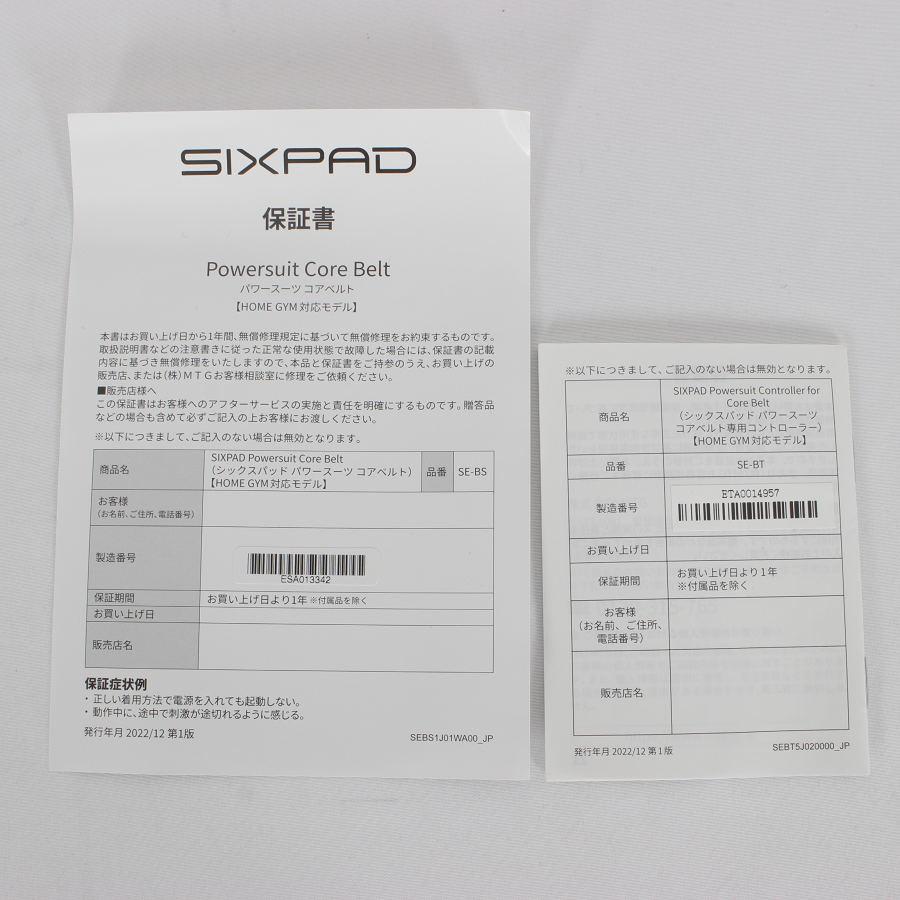 SIXPAD
保証書
Powersuit Core Belt
パワースーツ コアベルト
【HOME GYM 対応モデル】
本書はお買い上げ日から1年間、無償修理規定に基づいて無償修理をお約束するものです。
取扱説明書などの注意書きに従った正常な使用状態で故障した場合には、保証書の記載
内容に基づき無償修理をいたしますので、本品と保証書をご持参のうえ、お買い上げの
販売店、または(株)MTGお客様相談室に修理をご依頼ください。
■販売店様へ
この保証書はお客様へのアフターサービスの実施と責任を明確にするものです。贈答品
などの場合も含めて必ずご記入の上お客様にお渡しください。
※以下につきまして、ご記入のない場合は無効となります。
商品名
SIXPAD Powersuit Core Belt
（シックスパッド パワースーツ コアベルト）
【HOME GYM 対応モデル】
品番
SE-BS
お客様
（お名前、ご住所、電話番号）
製造番号
ESA013342
保証期間
お買い上げ日より1年 ※付属品を除く
お買い上げ日
販売店名
保証症状例
・正しい着用方法で電源を入れても起動しない。
・動作中に、途中で刺激が途切れるように感じる。
発行年月 2022/12 第1版
SEBS1J01WA00_JP
※以下につきまして、ご記入のない場合は無効となります。
商品名
SIXPAD Powersuit Controller for
Core Belt
（シックスパッド パワースーツ
コアベルト専用コントローラー）
【HOME GYM 対応モデル】
品番
SE-BT
製造番号
ETA0014957
お買い上げ日
保証期間
お買い上げ日より1年
※付属品を除く
お客様
（お名前、ご住所、
電話番号）
販売店名
発行年月 2022/12 第1版
SEBT5J020000_JP